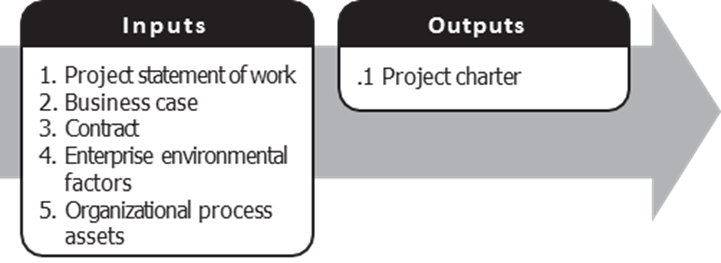 Inputs
1. Project statement of work
2. Business case
3. Contract
4. Enterprise environmental
factors
5. Organizational process
assets
Outputs
.1 Project charter